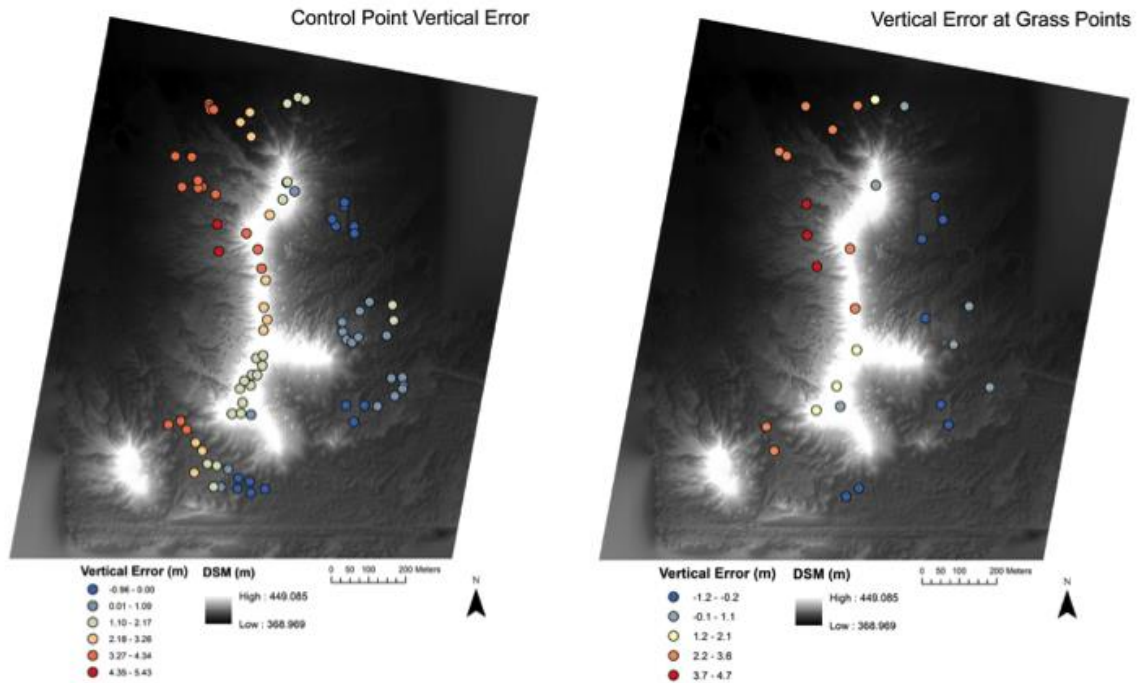 Control Point Vertical Error
Vertical Error (m)
-0.96 - 0.00
0.01 - 1.09
1.10 - 2.17
2.18 - 3.26
3.27 - 4.34
4.35 - 5.43
DSM (m)
High : 449.085
Low : 368.969
0 50 100 200 Meters
N
Vertical Error at Grass Points
Vertical Error (m)
-1.2 - -0.2
-0.1 - 1.1
1.2 - 2.1
2.2 - 3.6
3.7 - 4.7
DSM (m)
High : 449.085
Low : 368.969
0 50 100 200 Meters
N